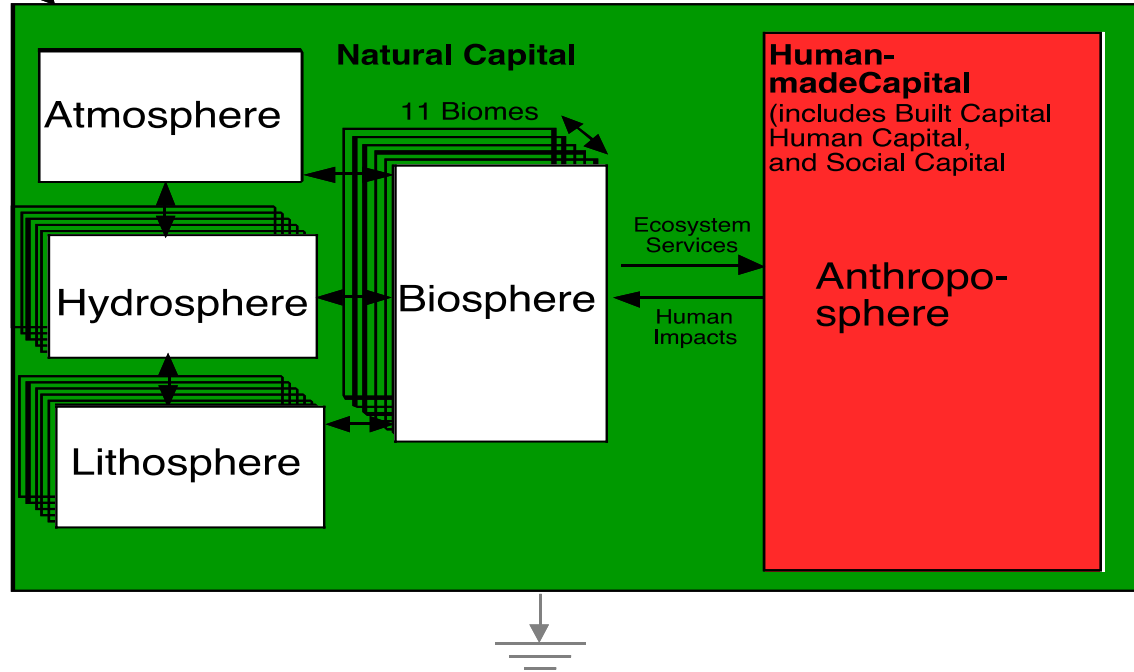 Natural Capital
Human-
madeCapital
(includes Built Capital
Human Capital,
and Social Capital
Atmosphere
11 Biomes
Ecosystem
Services
Hydrosphere
Biosphere
Anthropo-
sphere
Human
Impacts
Lithosphere